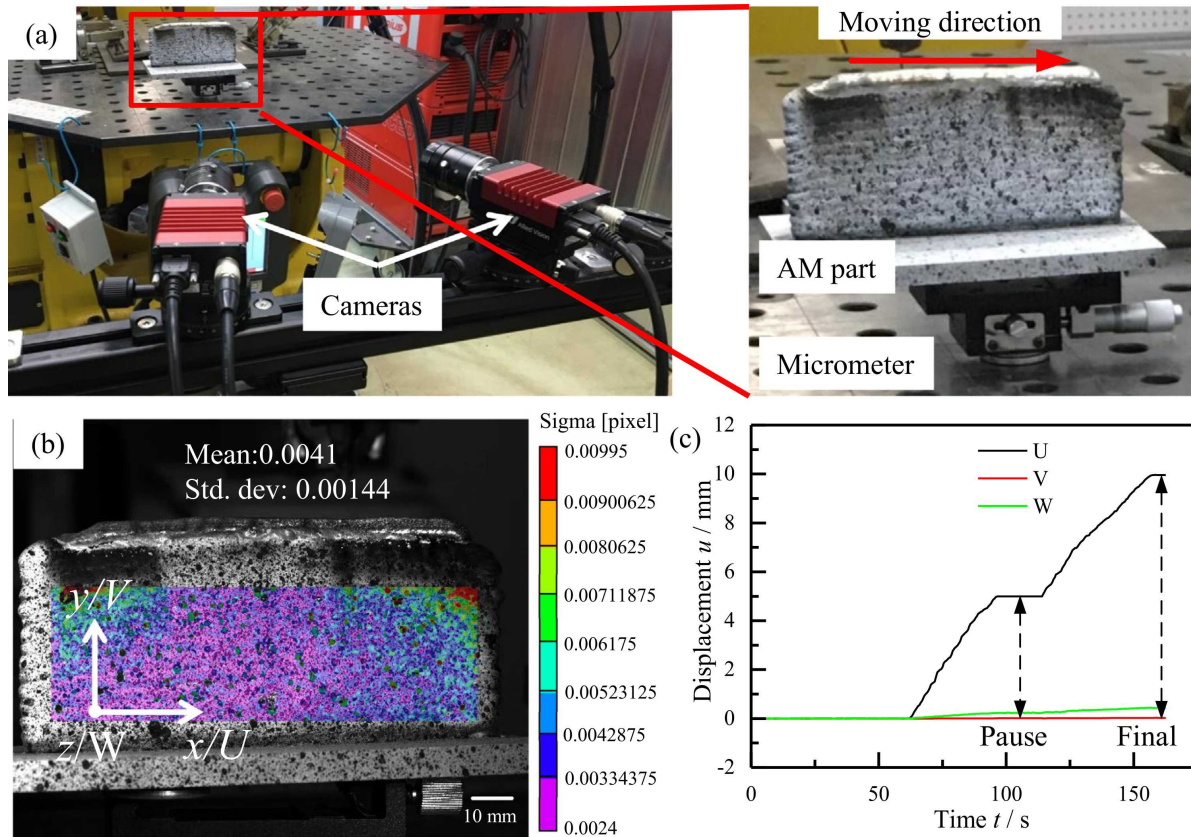 (a)
Cameras
Allied Vision
Moving direction
AM part
Micrometer
(b)
Mean:0.0041
Std. dev: 0.00144
y/V
z/W
x/U
10 mm
Sigma [pixel]
0.00995
0.00900625
0.0080625
0.00711875
0.006175
0.00523125
0.0042875
0.00334375
0.0024
(c)
U
V
W
12
10
8
6
4
2
0
-2
Displacement u / mm
Pause
Final
0
50
100
150
Time t / s